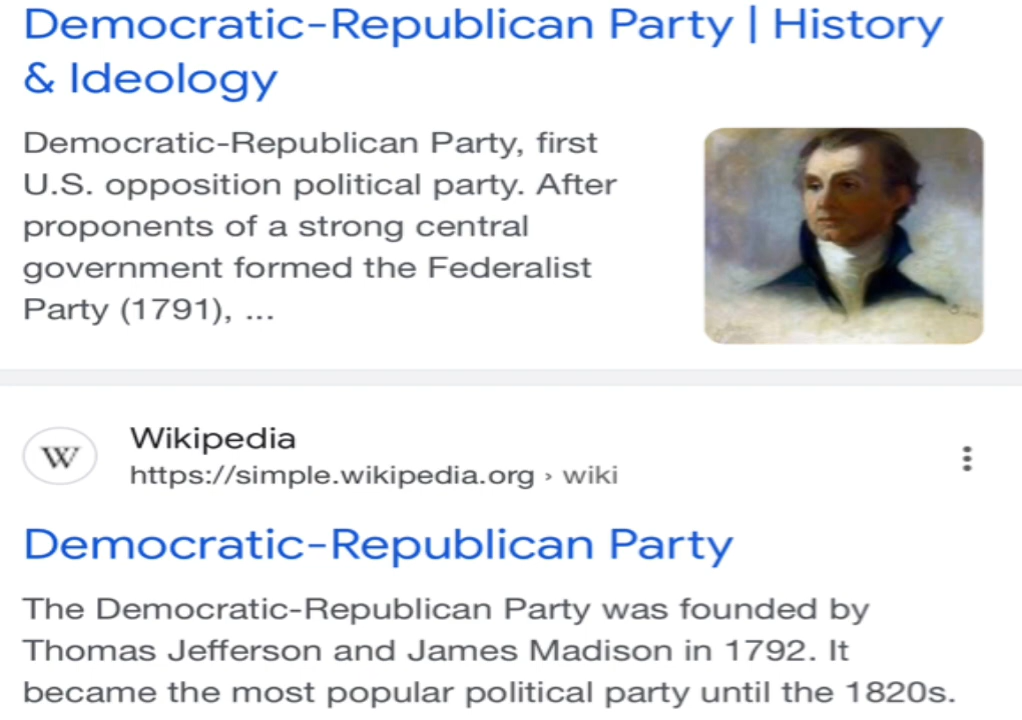 Democratic-Republican Party | History
& Ideology
Democratic-Republican Party, first
U.S. opposition political party. After
proponents of a strong central
government formed the Federalist
Party (1791), ...
W
Wikipedia
https://simple.wikipedia.org › wiki
Democratic-Republican Party
The Democratic-Republican Party was founded by
Thomas Jefferson and James Madison in 1792. It
became the most popular political party until the 1820s.